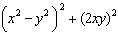 (x² − y²)² + (2xy)²